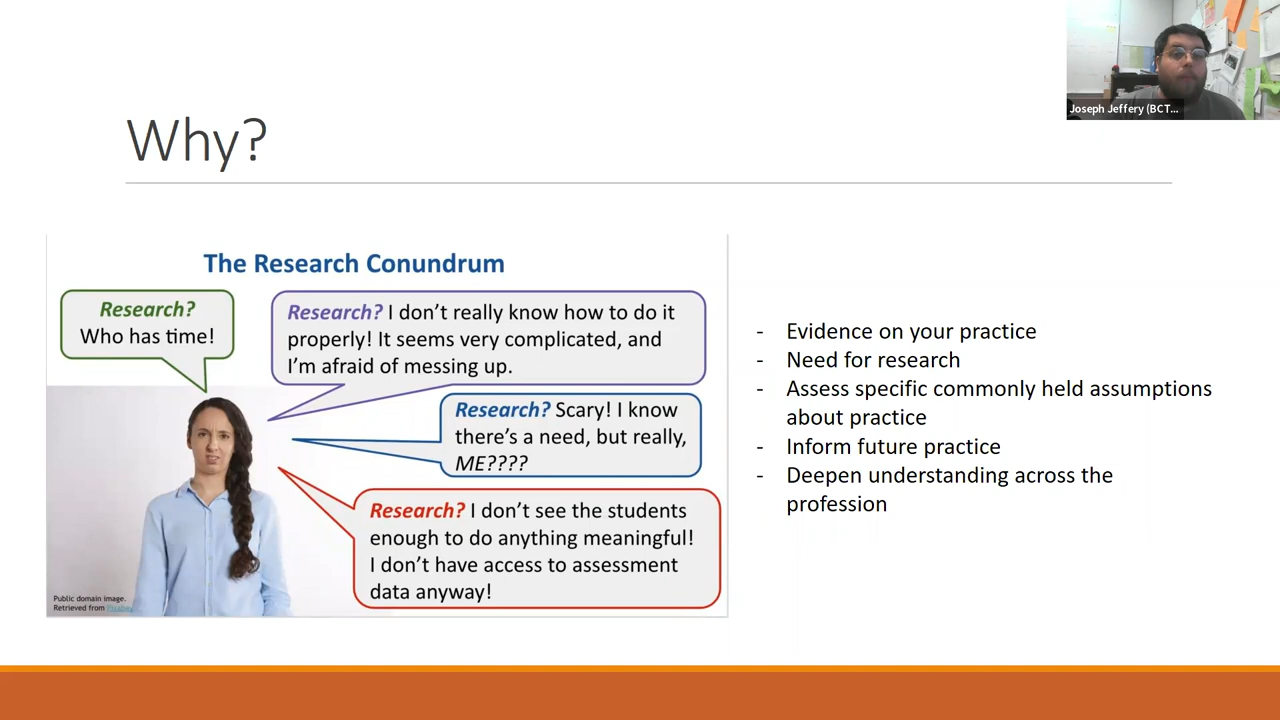 Joseph Jeffery (BCT...
Why?
The Research Conundrum
Research?
Who has time!
Research? I don't really know how to do it
properly! It seems very complicated, and
I'm afraid of messing up.
Research? Scary! I know
there's a need, but really,
ME????
Research? I don't see the students
enough to do anything meaningful!
I don't have access to assessment
data anyway!
Public domain image.
Retrieved from Pixabay
- Evidence on your practice
- Need for research
- Assess specific commonly held assumptions
about practice
- Inform future practice
- Deepen understanding across the
profession